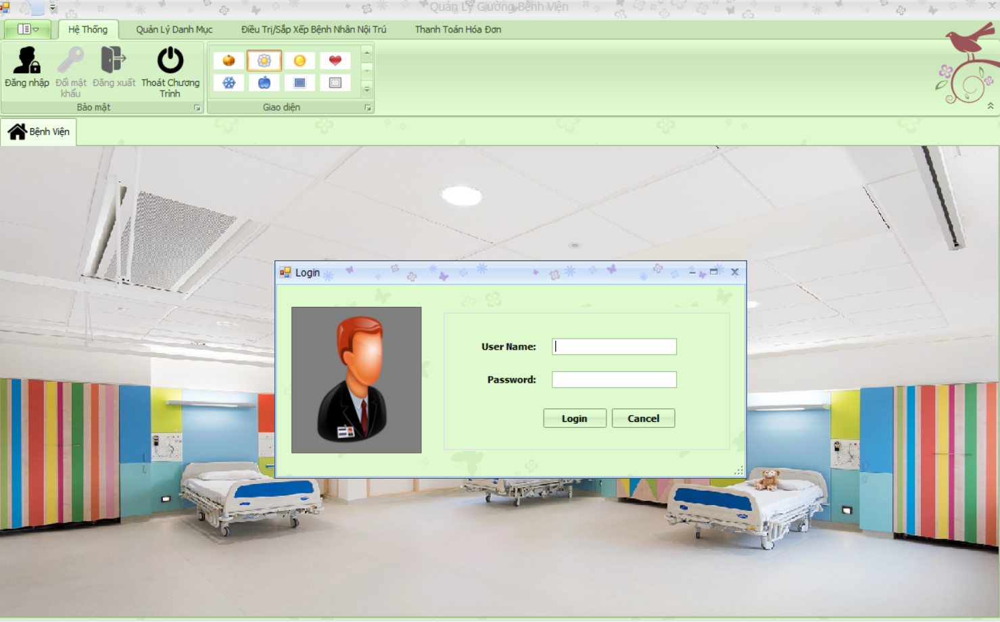 Quản Lý Giường Bệnh Viện
Hệ Thống Quản Lý Danh Mục Điều Trị/Sắp Xếp Bệnh Nhân Nội Trú Thanh Toán Hóa Đơn
Đăng nhập Đổi mật khẩu Đăng xuất Thoát Chương Trình
Bảo mật Giao diện
Bệnh Viện
Login
User Name:
Password:
Login Cancel